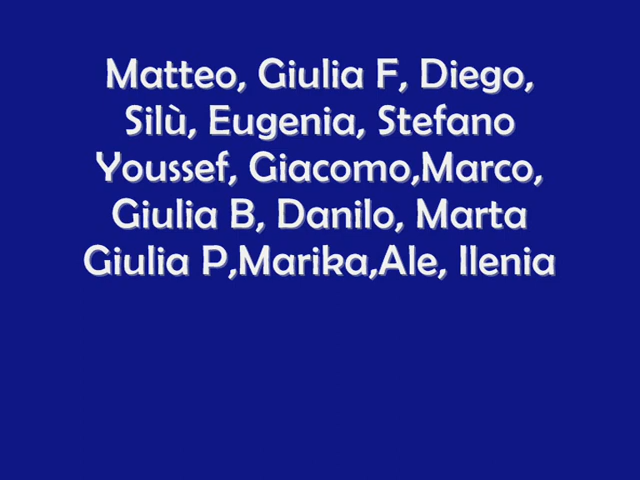 Matteo, Giulia F, Diego,
Silù, Eugenia, Stefano
Youssef, Giacomo,Marco,
Giulia B, Danilo, Marta
Giulia P,Marika,Ale, Ilenia